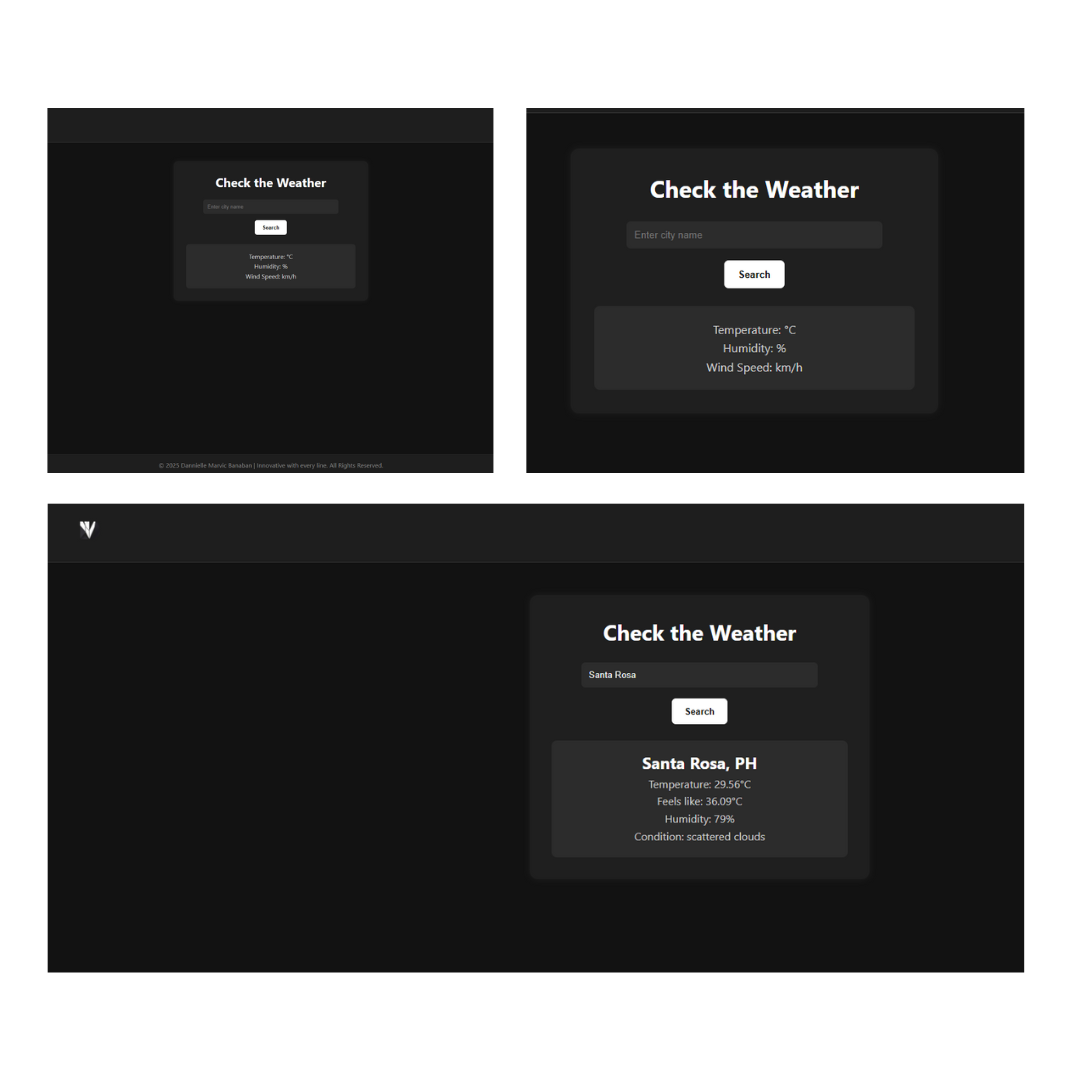 Check the Weather
Enter city name
Search
Temperature: °C
Humidity: %
Wind Speed: km/h
© 2025 Dannielle Marvic Banaban | Innovative with every line. All Rights Reserved.
Check the Weather
Enter city name
Search
Temperature: °C
Humidity: %
Wind Speed: km/h
Check the Weather
Santa Rosa
Search
Santa Rosa, PH
Temperature: 29.56°C
Feels like: 36.09°C
Humidity: 79%
Condition: scattered clouds